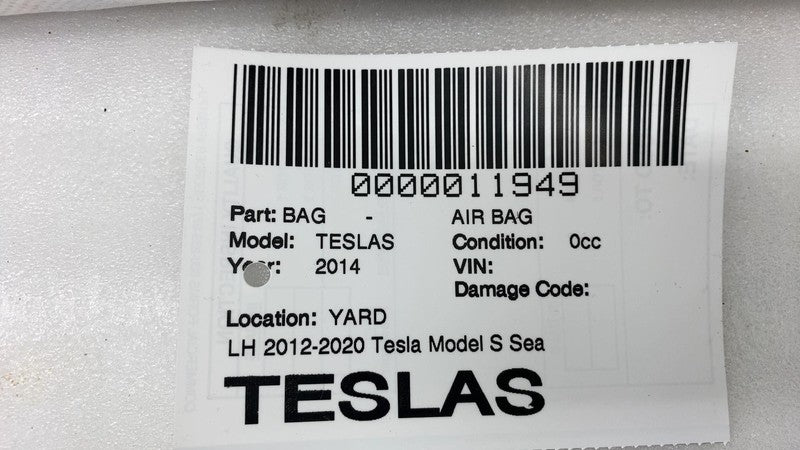 0000011949
Part: BAG - AIR BAG
Model: TESLAS Condition: 0cc
Year: 2014 VIN:
Damage Code:
Location: YARD
LH 2012-2020 Tesla Model S Sea
TESLAS